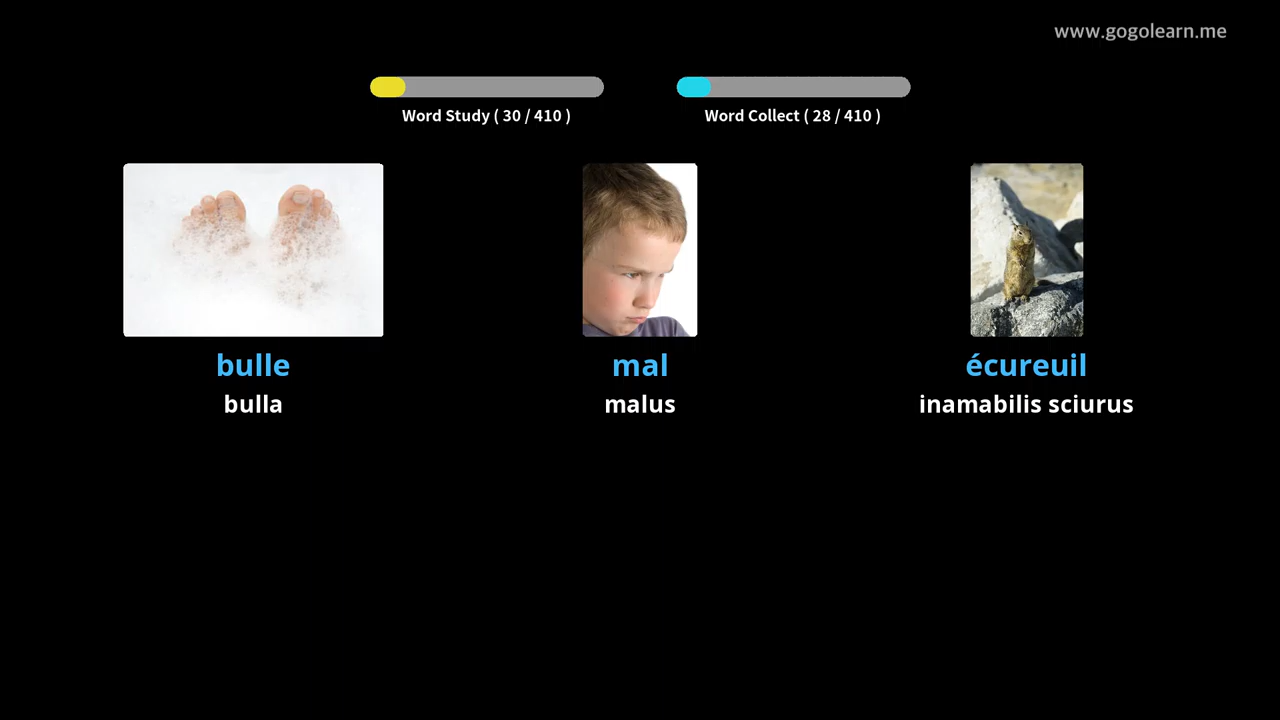 www.gogolearn.me
Word Study ( 30 / 410 )
Word Collect ( 28 / 410 )
bulle
bulla
mal
malus
écureuil
inamabilis sciurus